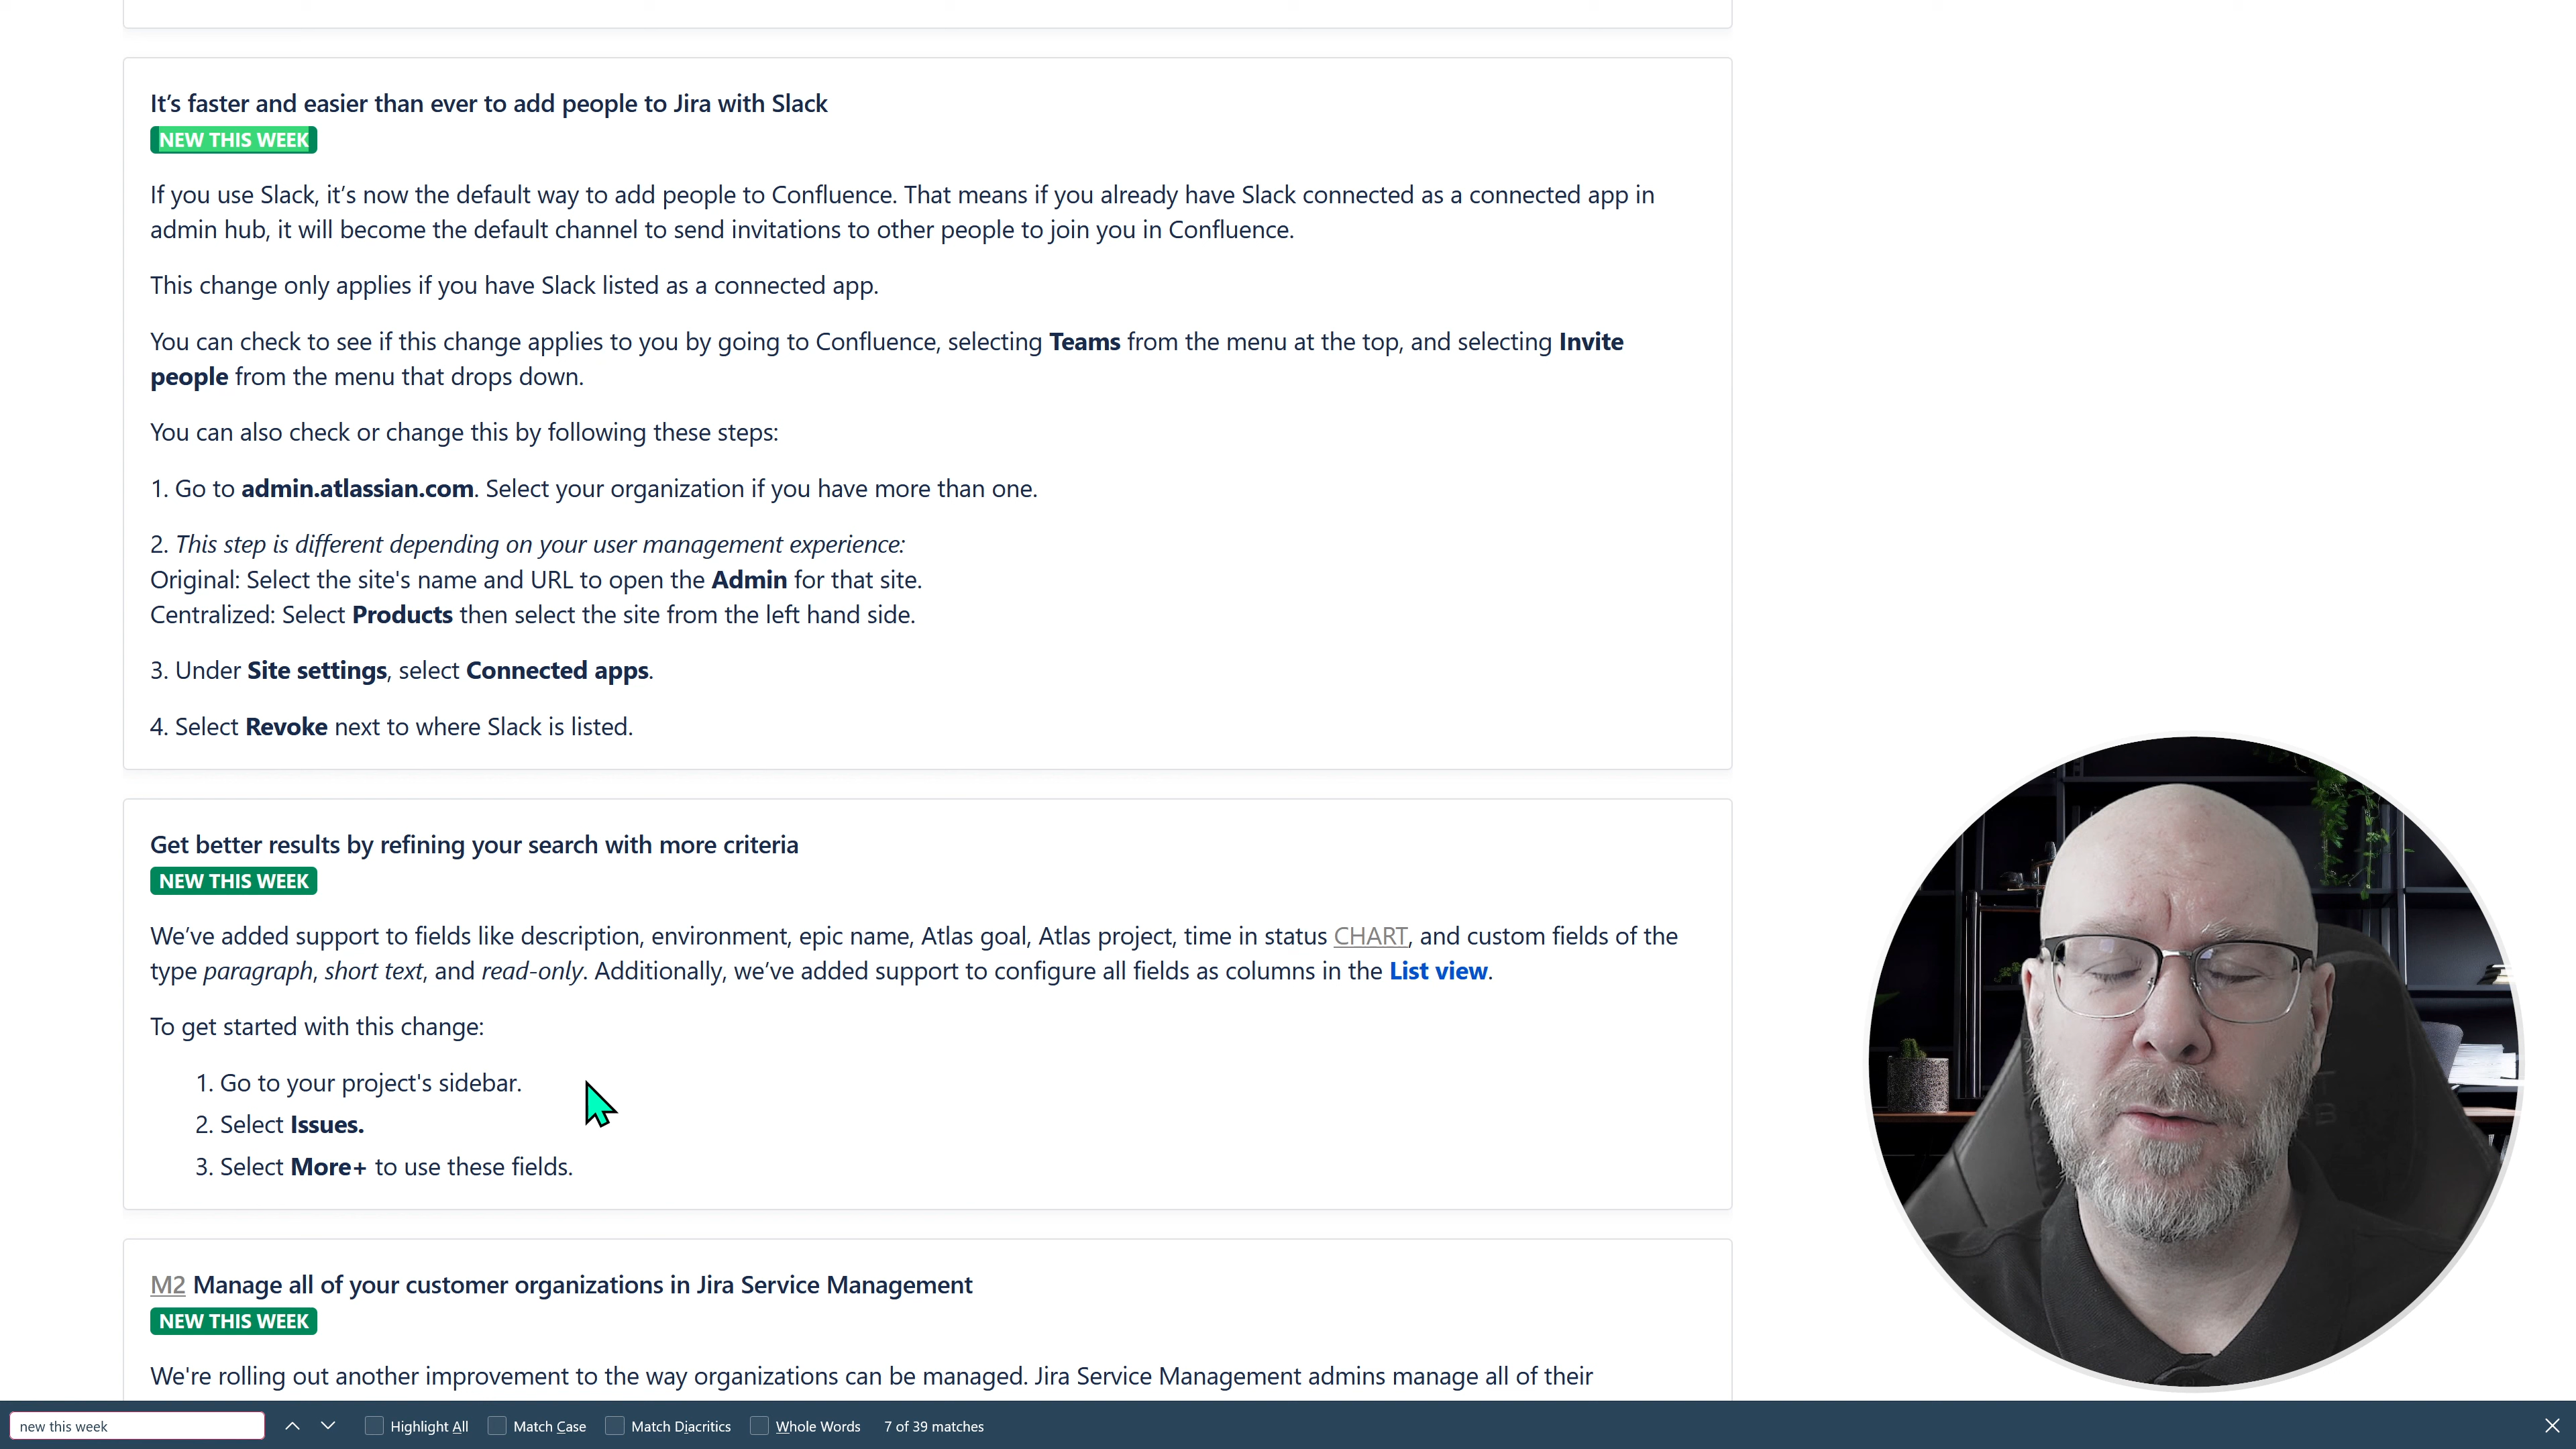 It’s faster and easier than ever to add people to Jira with Slack
NEW THIS WEEK
If you use Slack, it’s now the default way to add people to Confluence. That means if you already have Slack connected as a connected app in
admin hub, it will become the default channel to send invitations to other people to join you in Confluence.
This change only applies if you have Slack listed as a connected app.
You can check to see if this change applies to you by going to Confluence, selecting Teams from the menu at the top, and selecting Invite
people from the menu that drops down.
You can also check or change this by following these steps:
1. Go to admin.atlassian.com. Select your organization if you have more than one.
2. This step is different depending on your user management experience:
Original: Select the site's name and URL to open the Admin for that site.
Centralized: Select Products then select the site from the left hand side.
3. Under Site settings, select Connected apps.
4. Select Revoke next to where Slack is listed.
Get better results by refining your search with more criteria
NEW THIS WEEK
We’ve added support to fields like description, environment, epic name, Atlas goal, Atlas project, time in status CHART, and custom fields of the
type paragraph, short text, and read-only. Additionally, we’ve added support to configure all fields as columns in the List view.
To get started with this change:
1. Go to your project's sidebar.
2. Select Issues.
3. Select More+ to use these fields.
M2 Manage all of your customer organizations in Jira Service Management
NEW THIS WEEK
We're rolling out another improvement to the way organizations can be managed. Jira Service Management admins manage all of their
new this week Highlight All Match Case Match Diacritics Whole Words 7 of 39 matches